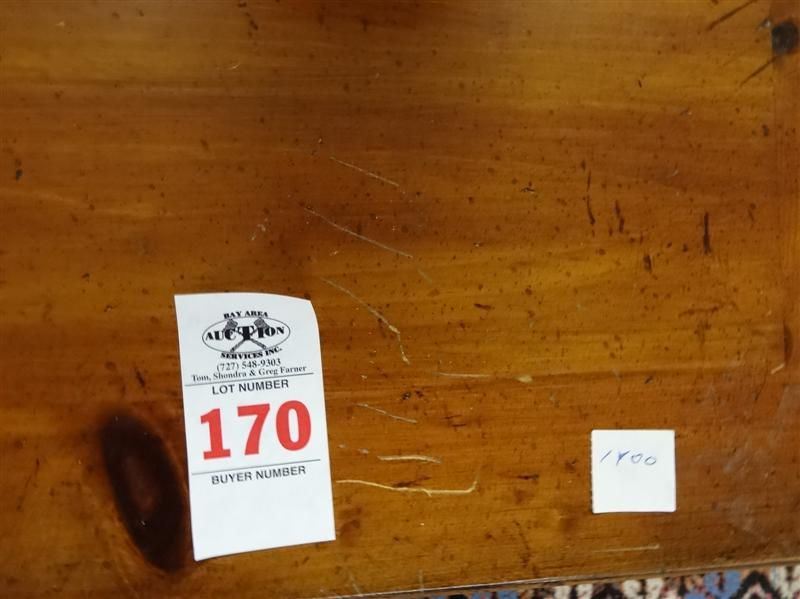 BAY AREA
AUCTION
SERVICES INC.
(727) 548-9303
Tom, Shondra & Greg Farner
LOT NUMBER
170
BUYER NUMBER
1400